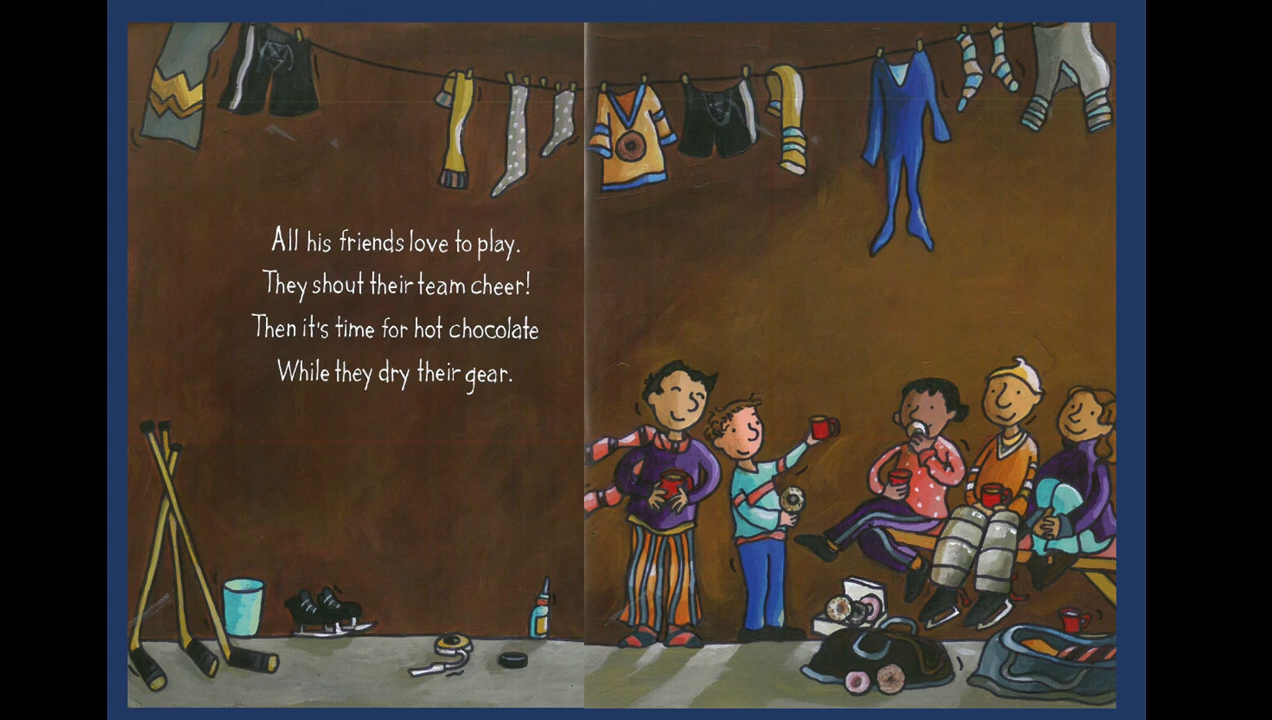 All his friends love to play.
They shout their team cheer!
Then it's time for hot chocolate
While they dry their gear.